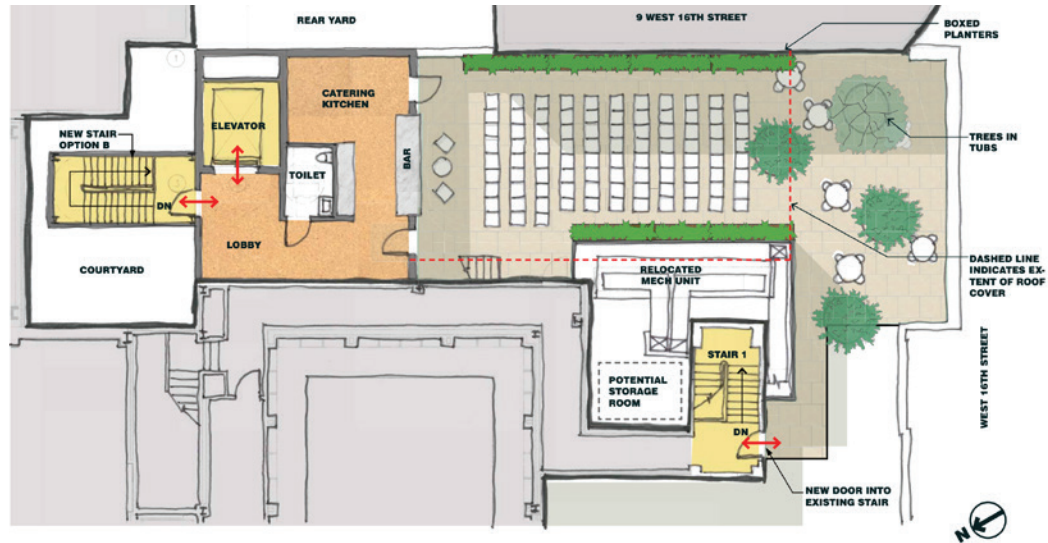 REAR YARD
9 WEST 16TH STREET
BOXED
PLANTERS
CATERING
KITCHEN
ELEVATOR
NEW STAIR
OPTION B
TREES IN
TUBS
BAR
TOILET
DN
LOBBY
COURTYARD
RELOCATED
MECH UNIT
DASHED LINE
INDICATES EX-
TENT OF ROOF
COVER
WEST 16TH STREET
STAIR 1
POTENTIAL
STORAGE
ROOM
DN
NEW DOOR INTO
EXISTING STAIR
N